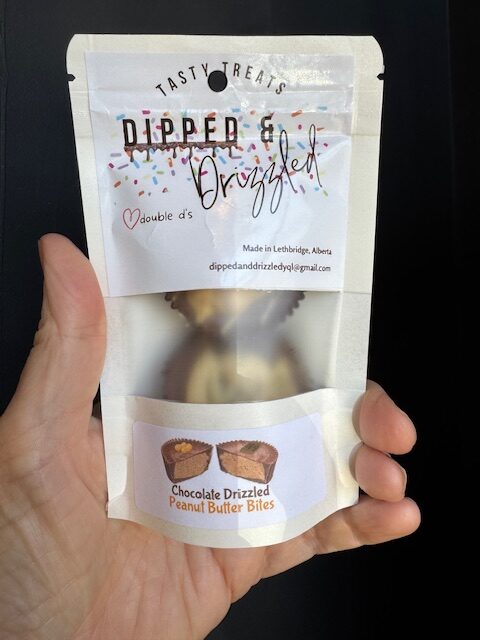 TASTY TREATS
DIPPED &
Drizzled
double d's
Made in Lethbridge, Alberta
dippedanddrizzledyql@gmail.com
Chocolate Drizzled
Peanut Butter Bites